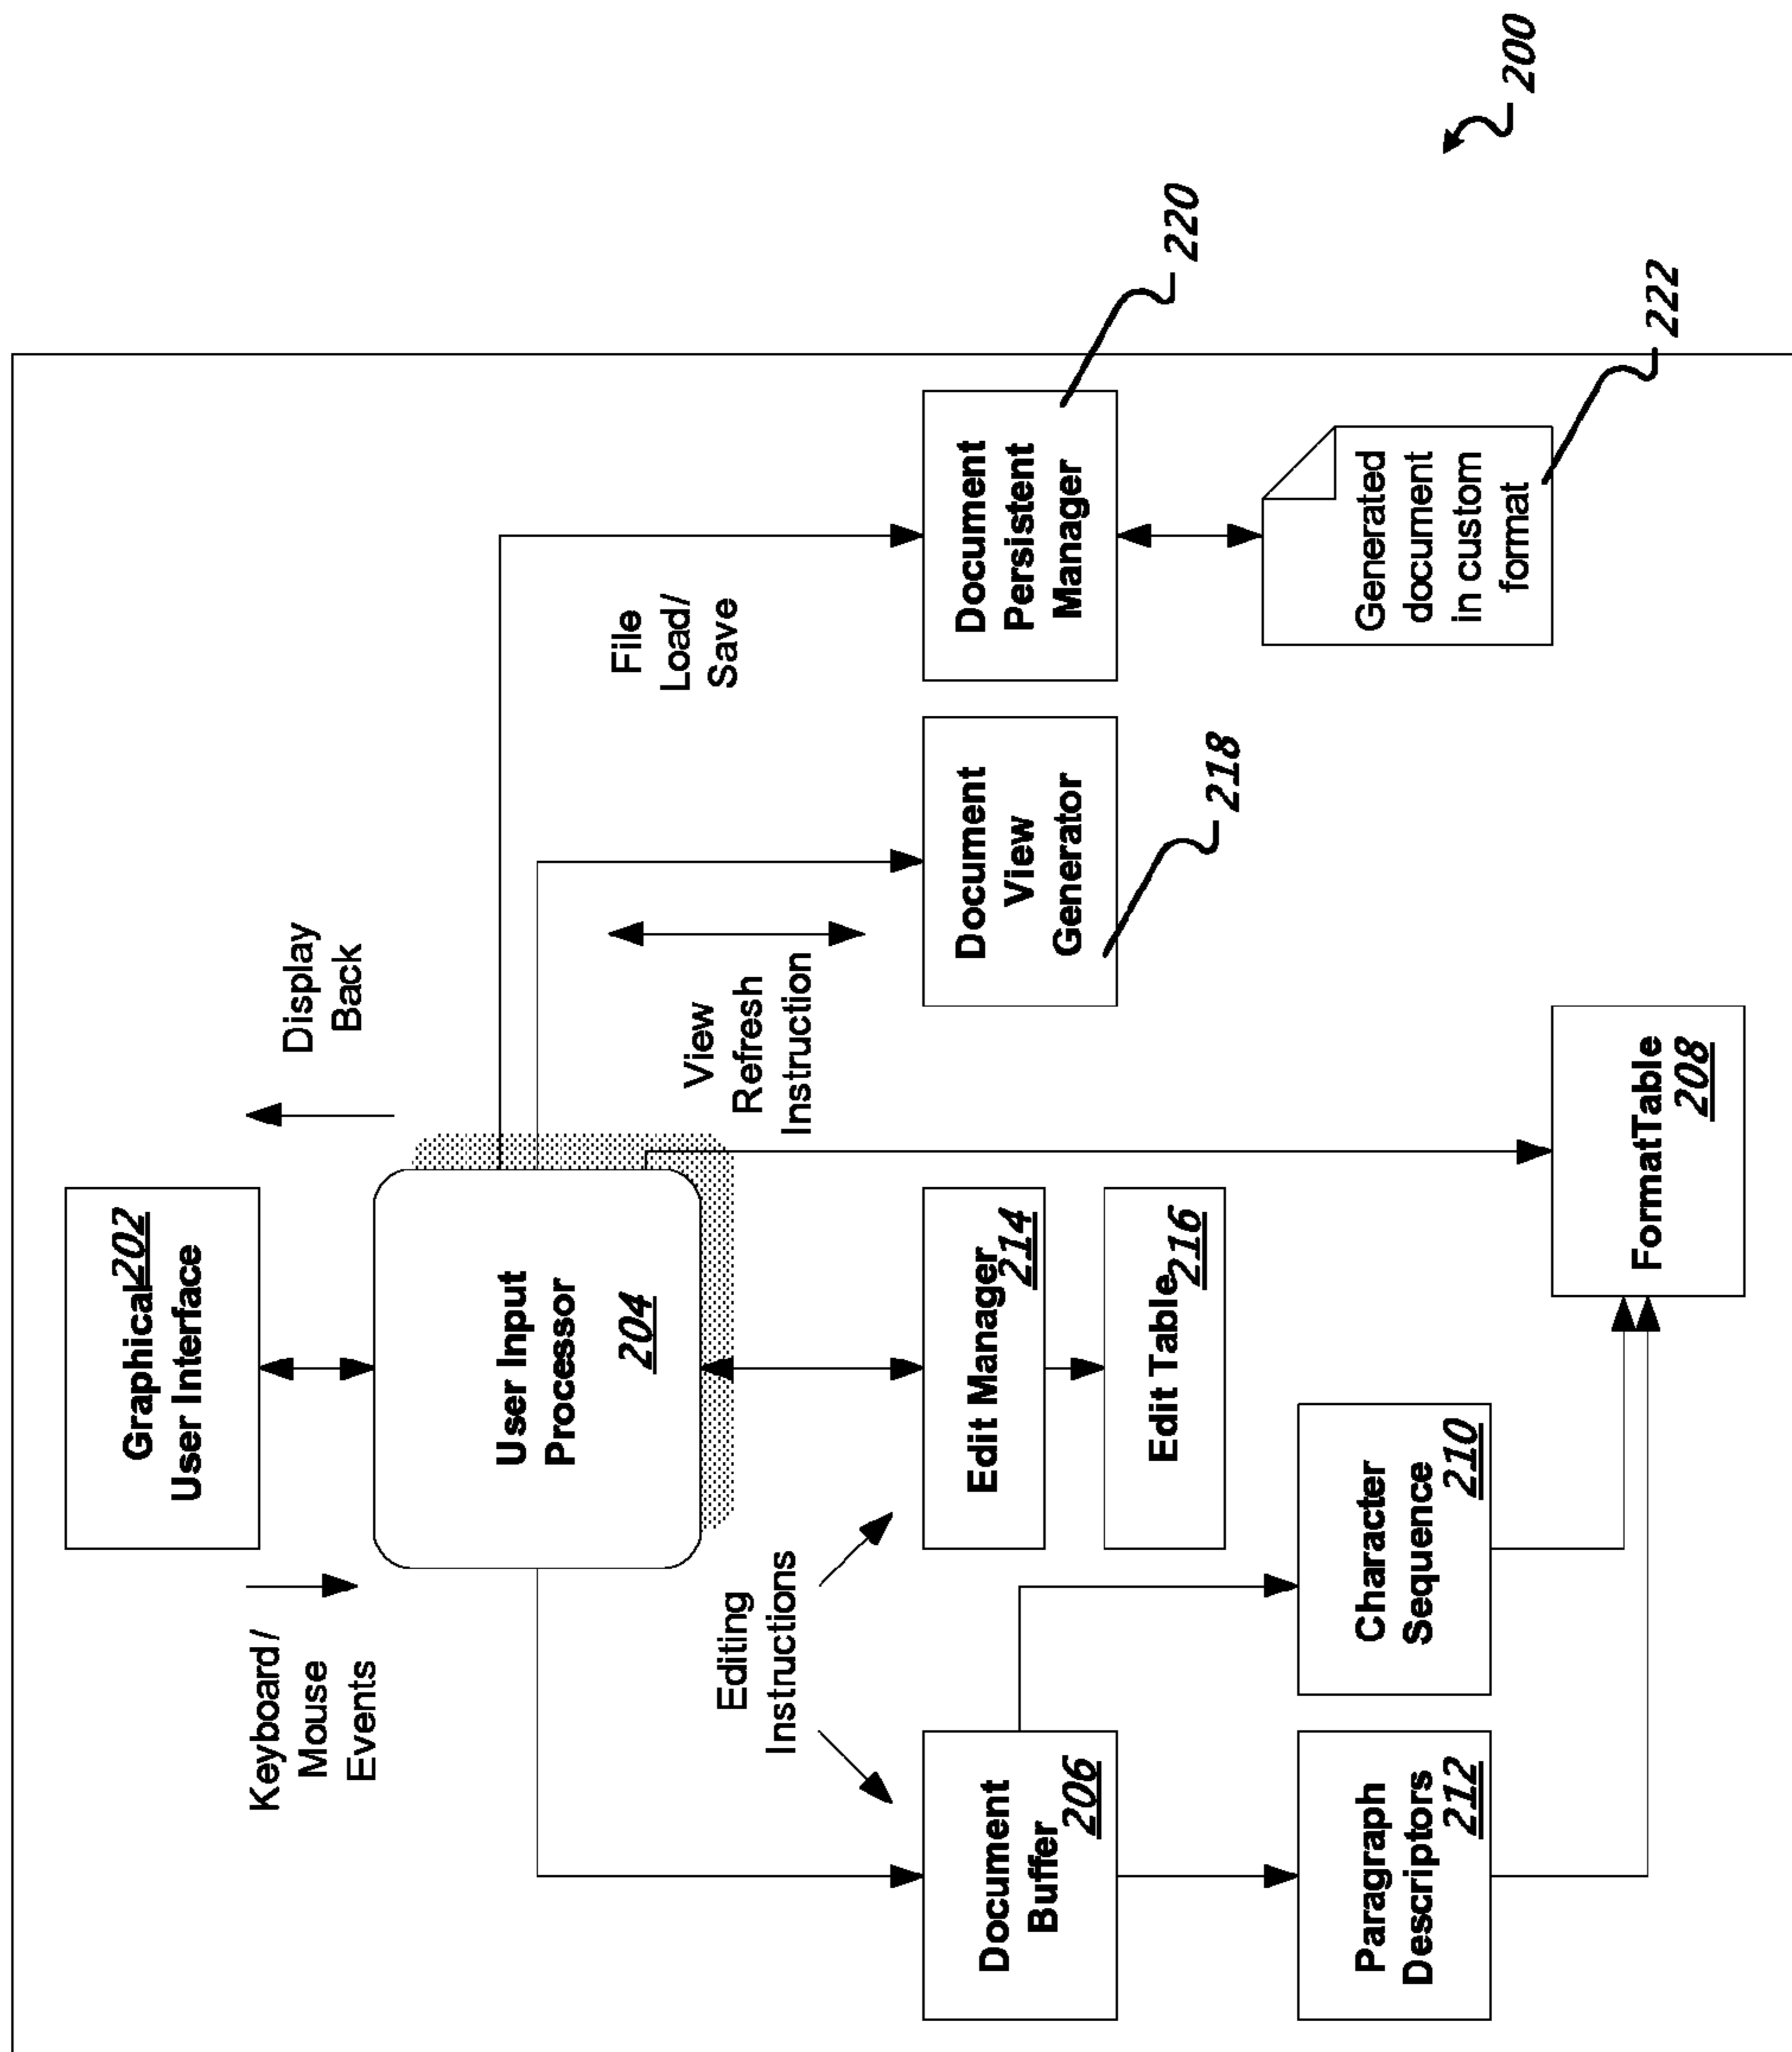 Graphical 202
User Interface
Keyboard/
Mouse
Events
Display
Back
User Input
Processor
204
Editing
Instructions
View
Refresh
Instruction
File
Load/
Save
Document
Buffer
206
Edit Manager
214
Edit Table
216
Document
View
Generator
218
Document
Persistent
Manager
220
Paragraph
Descriptors
212
Character
Sequence
210
FormatTable
208
Generated
document
in custom
format
222
200